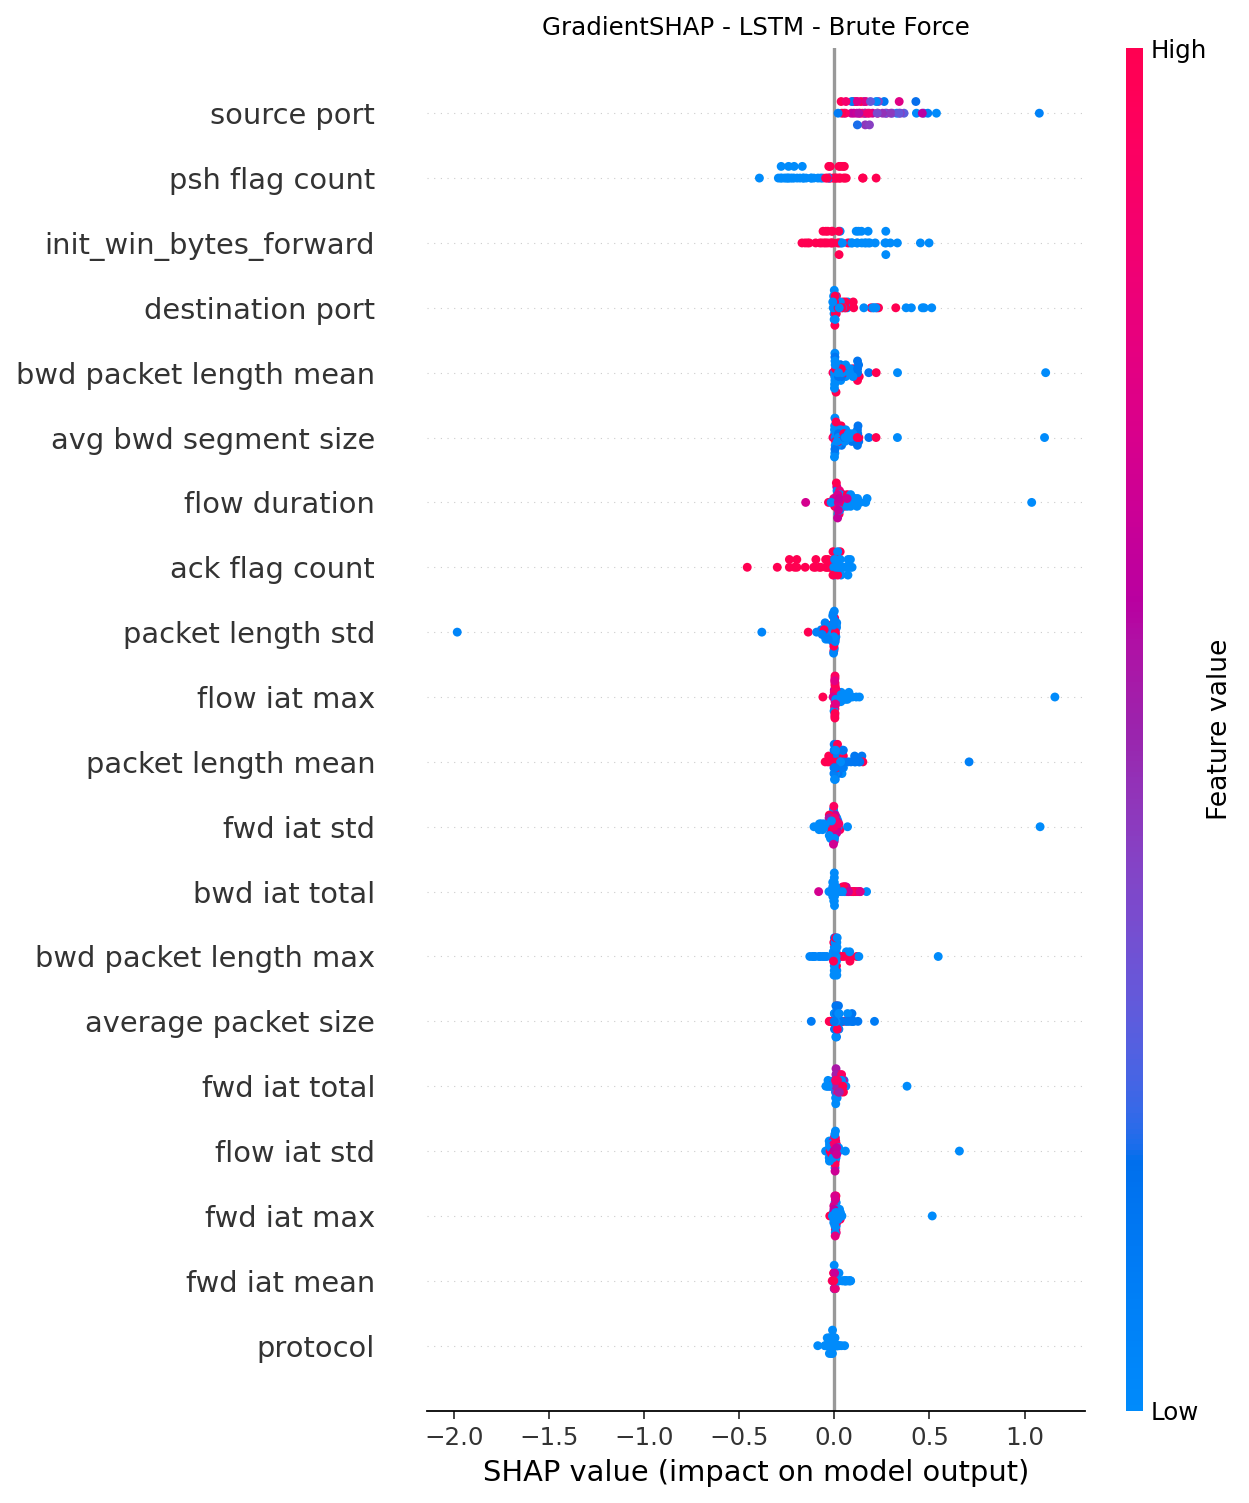 GradientSHAP - LSTM - Brute Force
High
source port
psh flag count
init_win_bytes_forward
destination port
bwd packet length mean
avg bwd segment size
flow duration
ack flag count
packet length std
flow iat max
packet length mean
fwd iat std
bwd iat total
bwd packet length max
average packet size
fwd iat total
flow iat std
fwd iat max
fwd iat mean
protocol
Feature value
Low
−2.0 −1.5 −1.0 −0.5 0.0 0.5 1.0
SHAP value (impact on model output)